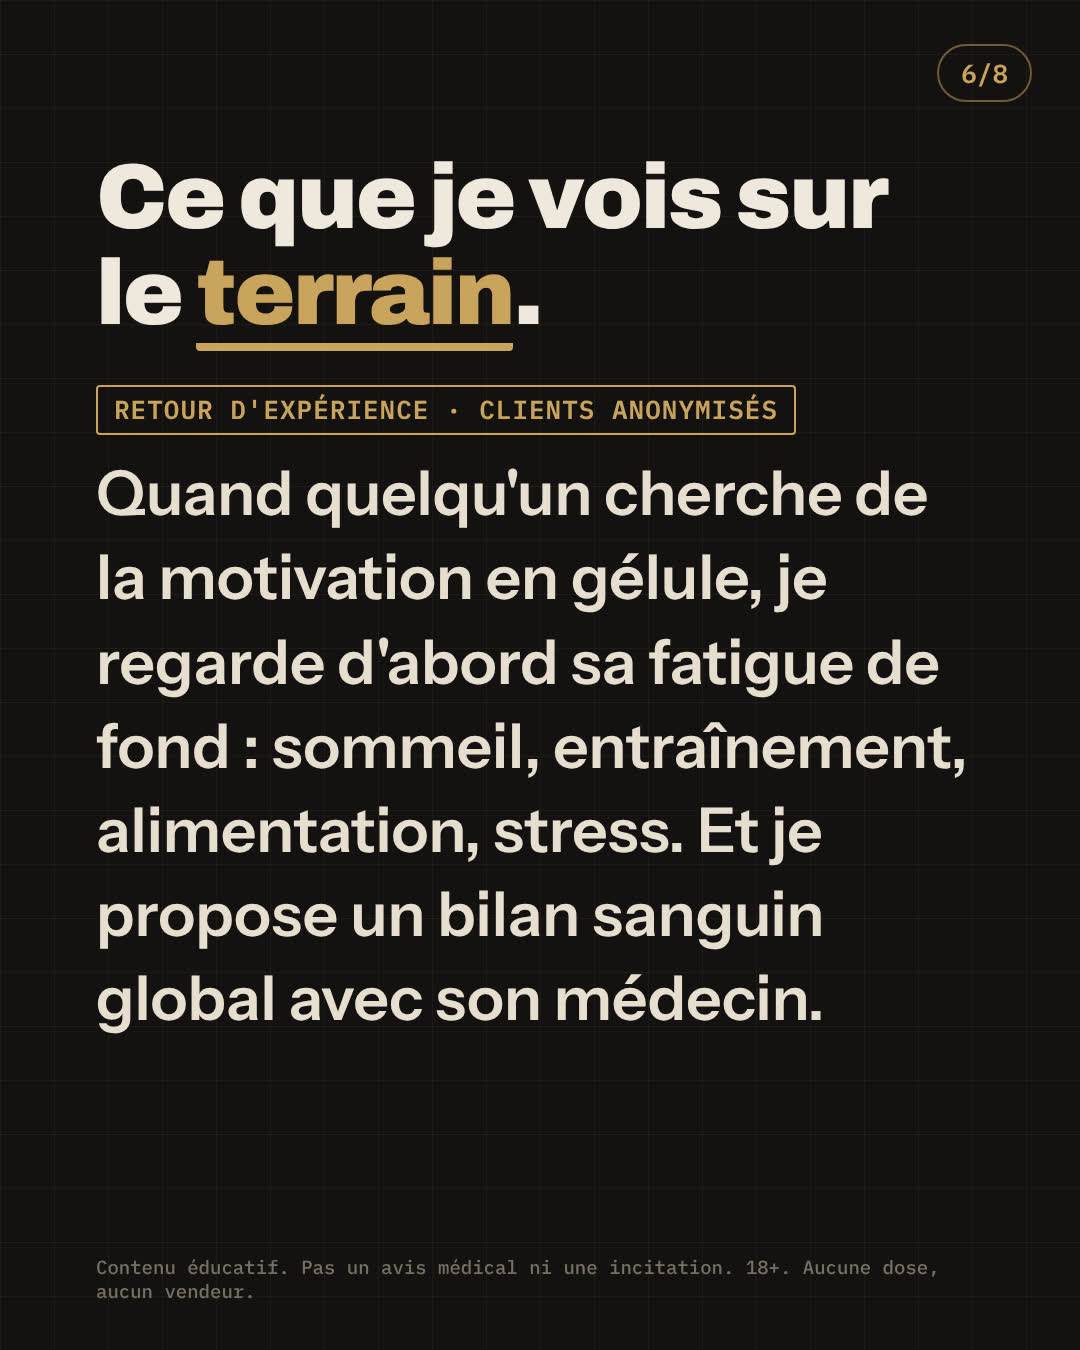 6/8
Ce que je vois sur
le terrain.
RETOUR D'EXPÉRIENCE · CLIENTS ANONYMISÉS
Quand quelqu'un cherche de
la motivation en gélule, je
regarde d'abord sa fatigue de
fond : sommeil, entraînement,
alimentation, stress. Et je
propose un bilan sanguin
global avec son médecin.
Contenu éducatif. Pas un avis médical ni une incitation. 18+. Aucune dose,
aucun vendeur.